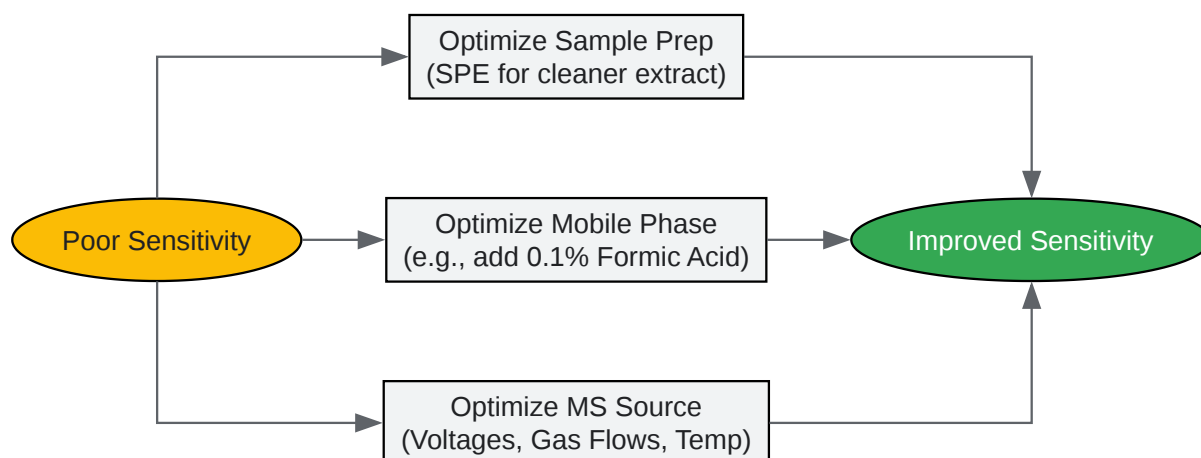 Optimize Sample Prep
(SPE for cleaner extract)
Poor Sensitivity
Optimize Mobile Phase
(e.g., add 0.1% Formic Acid)
Improved Sensitivity
Optimize MS Source
(Voltages, Gas Flows, Temp)